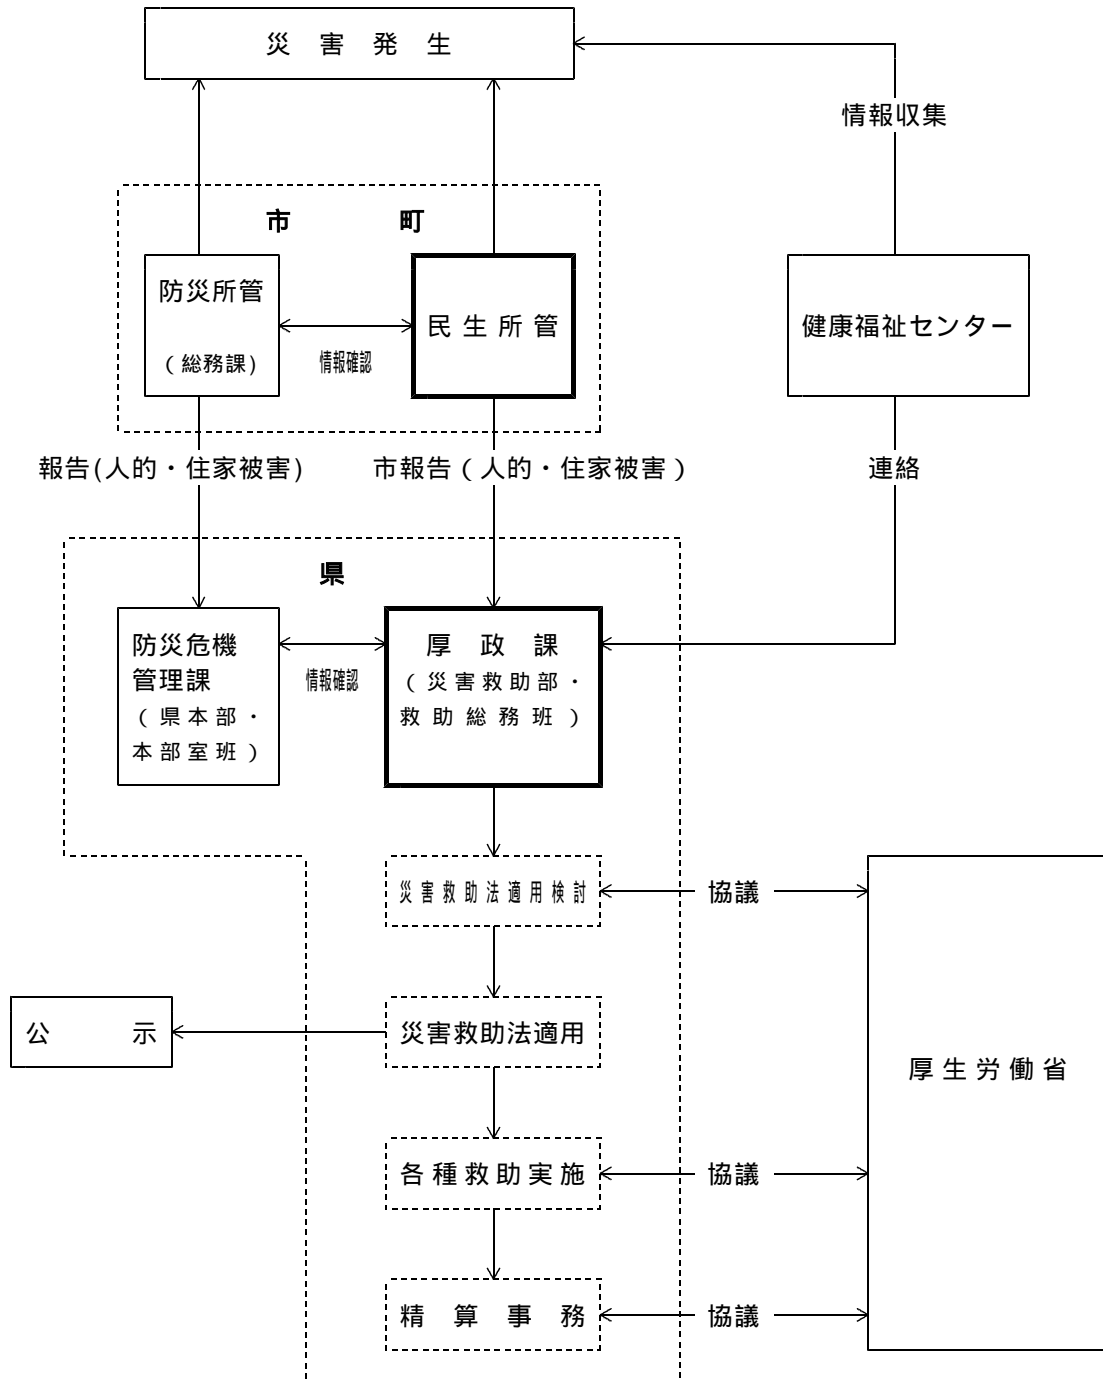 災害発生
情報収集
市町
防災所管
(総務課)
情報確認
民生所管
健康福祉センター
報告(人的・住家被害)
市報告(人的・住家被害)
連絡
県
防災危機
管理課
(県本部・
本部室班)
情報確認
厚政課
(災害救助部・
救助総務班)
災害救助法適用検討
協議
公示
災害救助法適用
厚生労働省
各種救助実施
協議
精算事務
協議